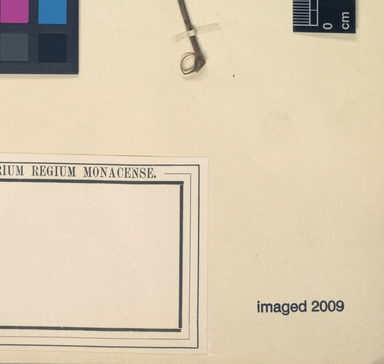 0
cm
RIUM REGIUM MONACENSE.
imaged 2009